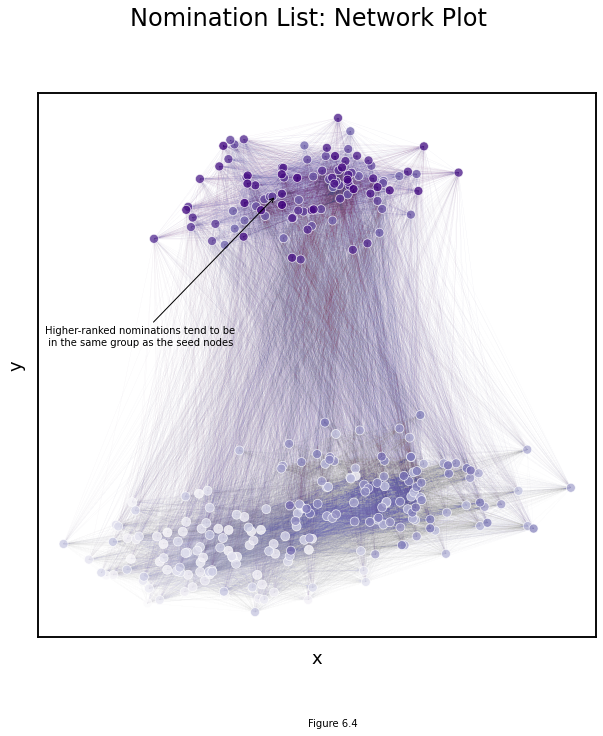 Nomination List: Network Plot
Higher-ranked nominations tend to be
in the same group as the seed nodes
y
x
Figure 6.4